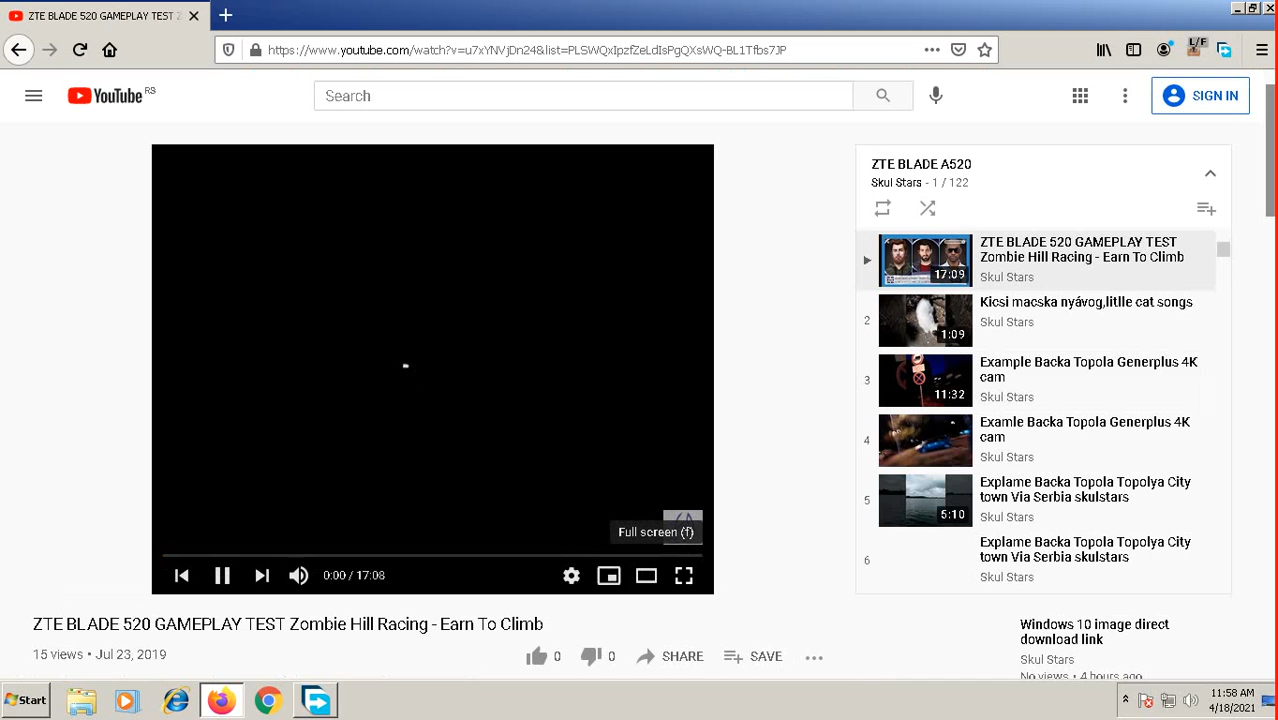 ZTE BLADE 520 GAMEPLAY TEST Z
https://www.youtube.com/watch?v=u7xYNVjDn24&list=PLSWQxIpzfZeLdIsPgQXsWQ-BL1Tfbs7JP
L/F
YouTube RS
Search
SIGN IN
ZTE BLADE A520
Skul Stars - 1 / 122
ZTE BLADE 520 GAMEPLAY TEST
Zombie Hill Racing - Earn To Climb
17:09
Skul Stars
2
Kicsi macska nyávog,litlle cat songs
Skul Stars
1:09
3
Example Backa Topola Generplus 4K
cam
11:32
Skul Stars
4
Examle Backa Topola Generplus 4K
cam
Skul Stars
5
Explame Backa Topola Topolya City
town Via Serbia skulstars
5:10
Skul Stars
6
Explame Backa Topola Topolya City
town Via Serbia skulstars
Skul Stars
Full screen (f)
0:00 / 17:08
ZTE BLADE 520 GAMEPLAY TEST Zombie Hill Racing - Earn To Climb
15 views • Jul 23, 2019
0
0
SHARE
SAVE
Windows 10 image direct
download link
Skul Stars
No views • 4 hours ago
Start
11:58 AM
4/18/2021